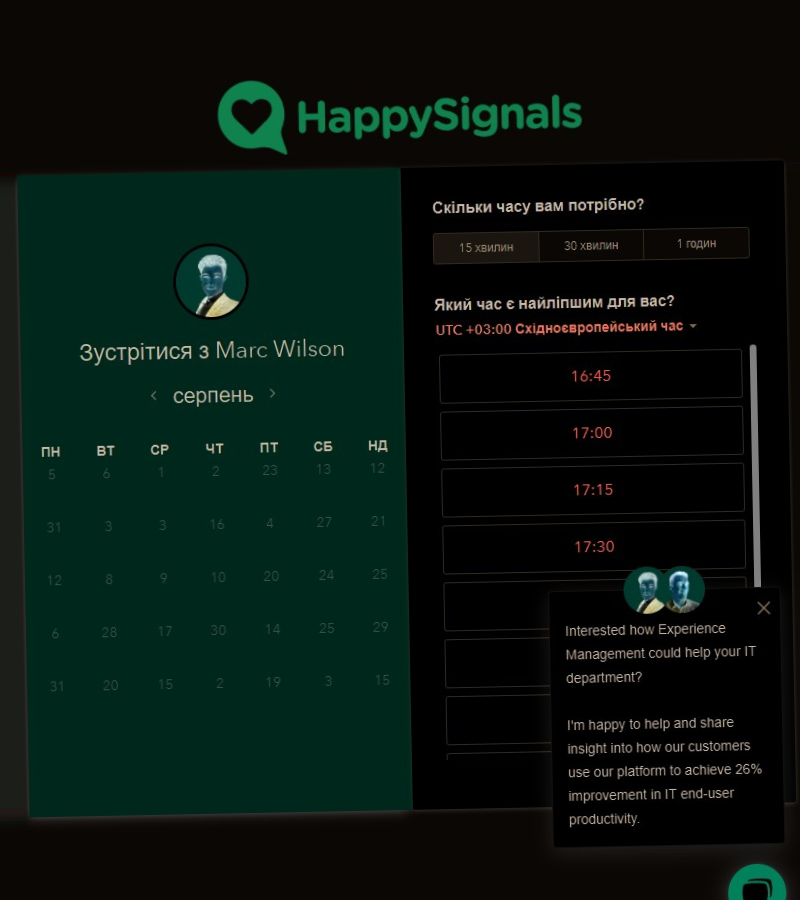 HappySignals
Зустрітися з Marc Wilson
серпень
ПН ВТ СР ЧТ ПТ СБ НД
5 6 1 2 23 13 12
31 3 3 16 4 27 21
12 8 9 10 20 24 25
6 28 17 30 14 25 29
31 20 15 2 19 3 15
Скільки часу вам потрібно?
15 хвилин 30 хвилин 1 годин
Який час є найліпшим для вас?
UTC +03:00 Східноєвропейський час
16:45
17:00
17:15
17:30
Interested how Experience
Management could help your IT
department?
I'm happy to help and share
insight into how our customers
use our platform to achieve 26%
improvement in IT end-user
productivity.